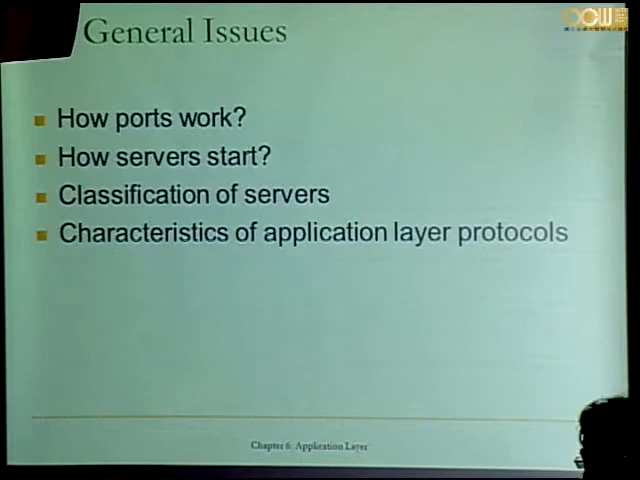 General Issues
How ports work?
How servers start?
Classification of servers
Characteristics of application layer protocols
Chapter 6: Application Layer
OCW